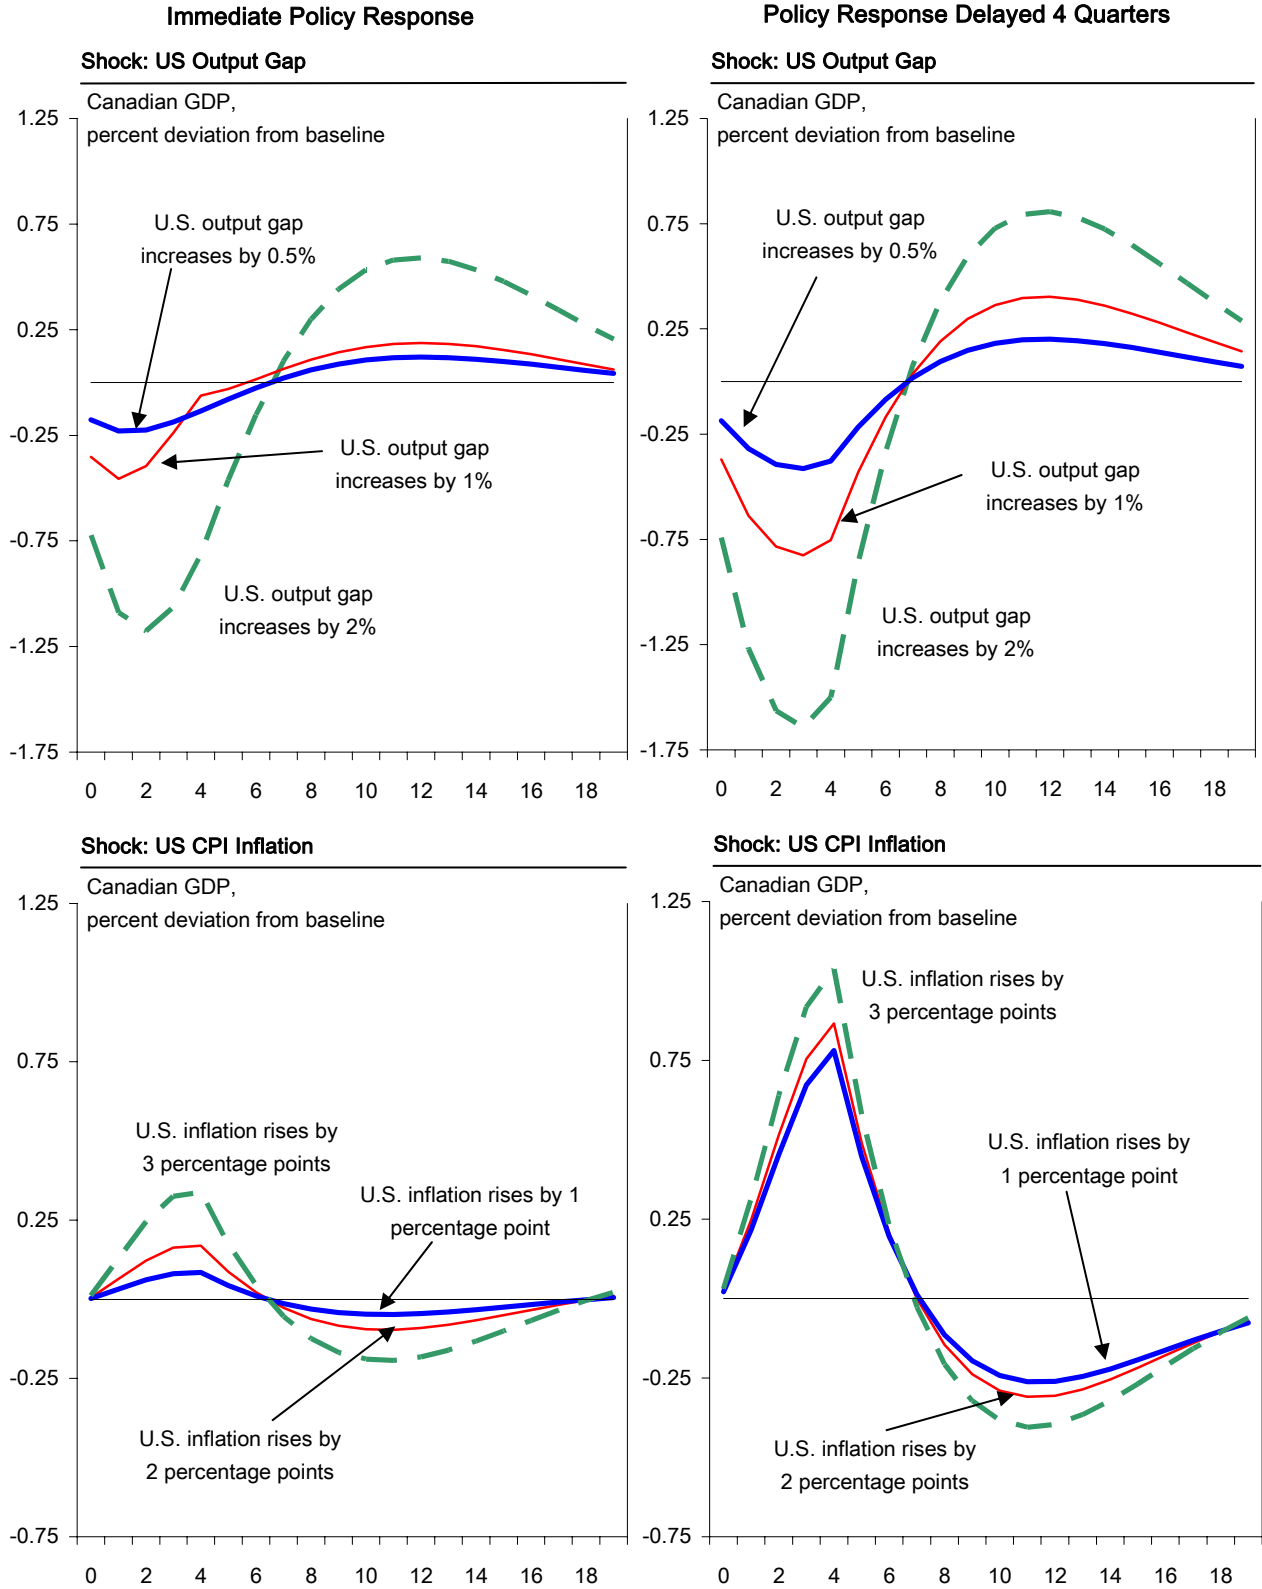 Immediate Policy Response
Policy Response Delayed 4 Quarters
Shock: US Output Gap
Canadian GDP,
percent deviation from baseline
1.25
0.75
0.25
-0.25
-0.75
-1.25
-1.75
U.S. output gap
increases by 0.5%
U.S. output gap
increases by 1%
U.S. output gap
increases by 2%
0 2 4 6 8 10 12 14 16 18
Shock: US Output Gap
Canadian GDP,
percent deviation from baseline
1.25
0.75
0.25
-0.25
-0.75
-1.25
-1.75
U.S. output gap
increases by 0.5%
U.S. output gap
increases by 1%
U.S. output gap
increases by 2%
0 2 4 6 8 10 12 14 16 18
Shock: US CPI Inflation
Canadian GDP,
percent deviation from baseline
1.25
0.75
0.25
-0.25
-0.75
U.S. inflation rises by
3 percentage points
U.S. inflation rises by 1
percentage point
U.S. inflation rises by
2 percentage points
0 2 4 6 8 10 12 14 16 18
Shock: US CPI Inflation
Canadian GDP,
percent deviation from baseline
1.25
0.75
0.25
-0.25
-0.75
U.S. inflation rises by
3 percentage points
U.S. inflation rises by
1 percentage point
U.S. inflation rises by
2 percentage points
0 2 4 6 8 10 12 14 16 18